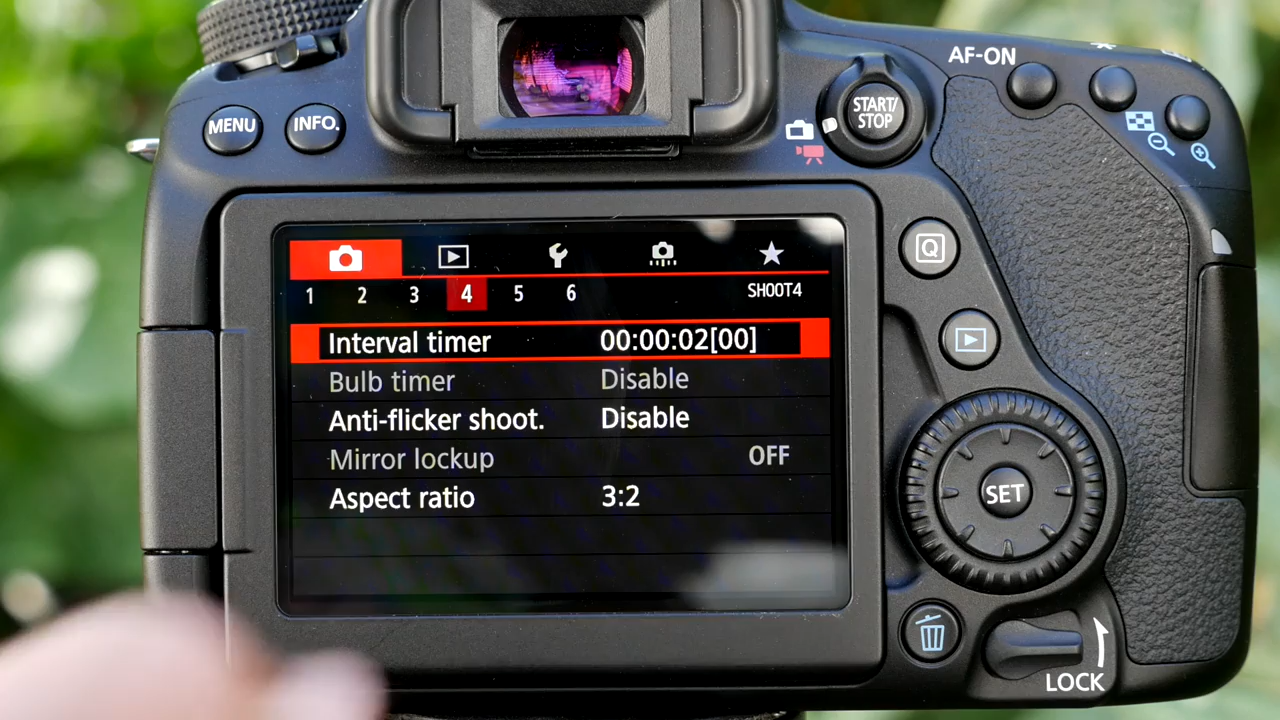 AF-ON
MENU
INFO.
START/
STOP
Q
1 2 3 4 5 6 SHOOT4
Interval timer 00:00:02[00]
Bulb timer Disable
Anti-flicker shoot. Disable
Mirror lockup OFF
Aspect ratio 3:2
SET
LOCK